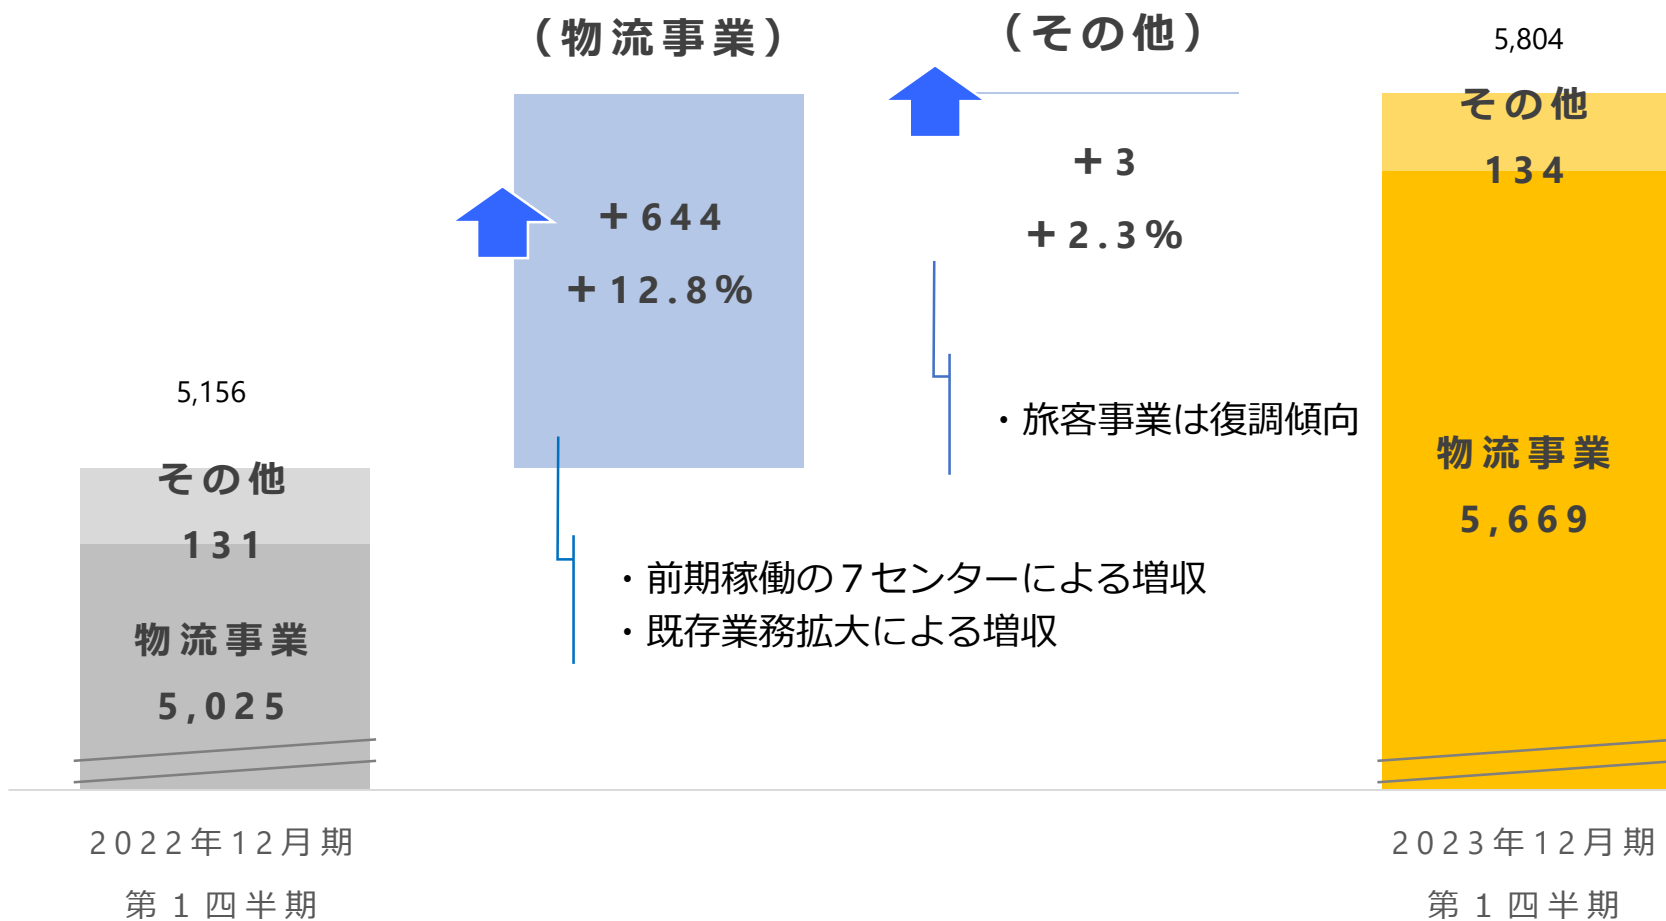 （物流事業）
（その他）
5,804
その他
134
＋644
＋12.8%
＋3
＋2.3%
5,156
その他
131
物流事業
5,025
・旅客事業は復調傾向
・前期稼働の７センターによる増収
・既存業務拡大による増収
物流事業
5,669
2022年12月期
第１四半期
2023年12月期
第１四半期